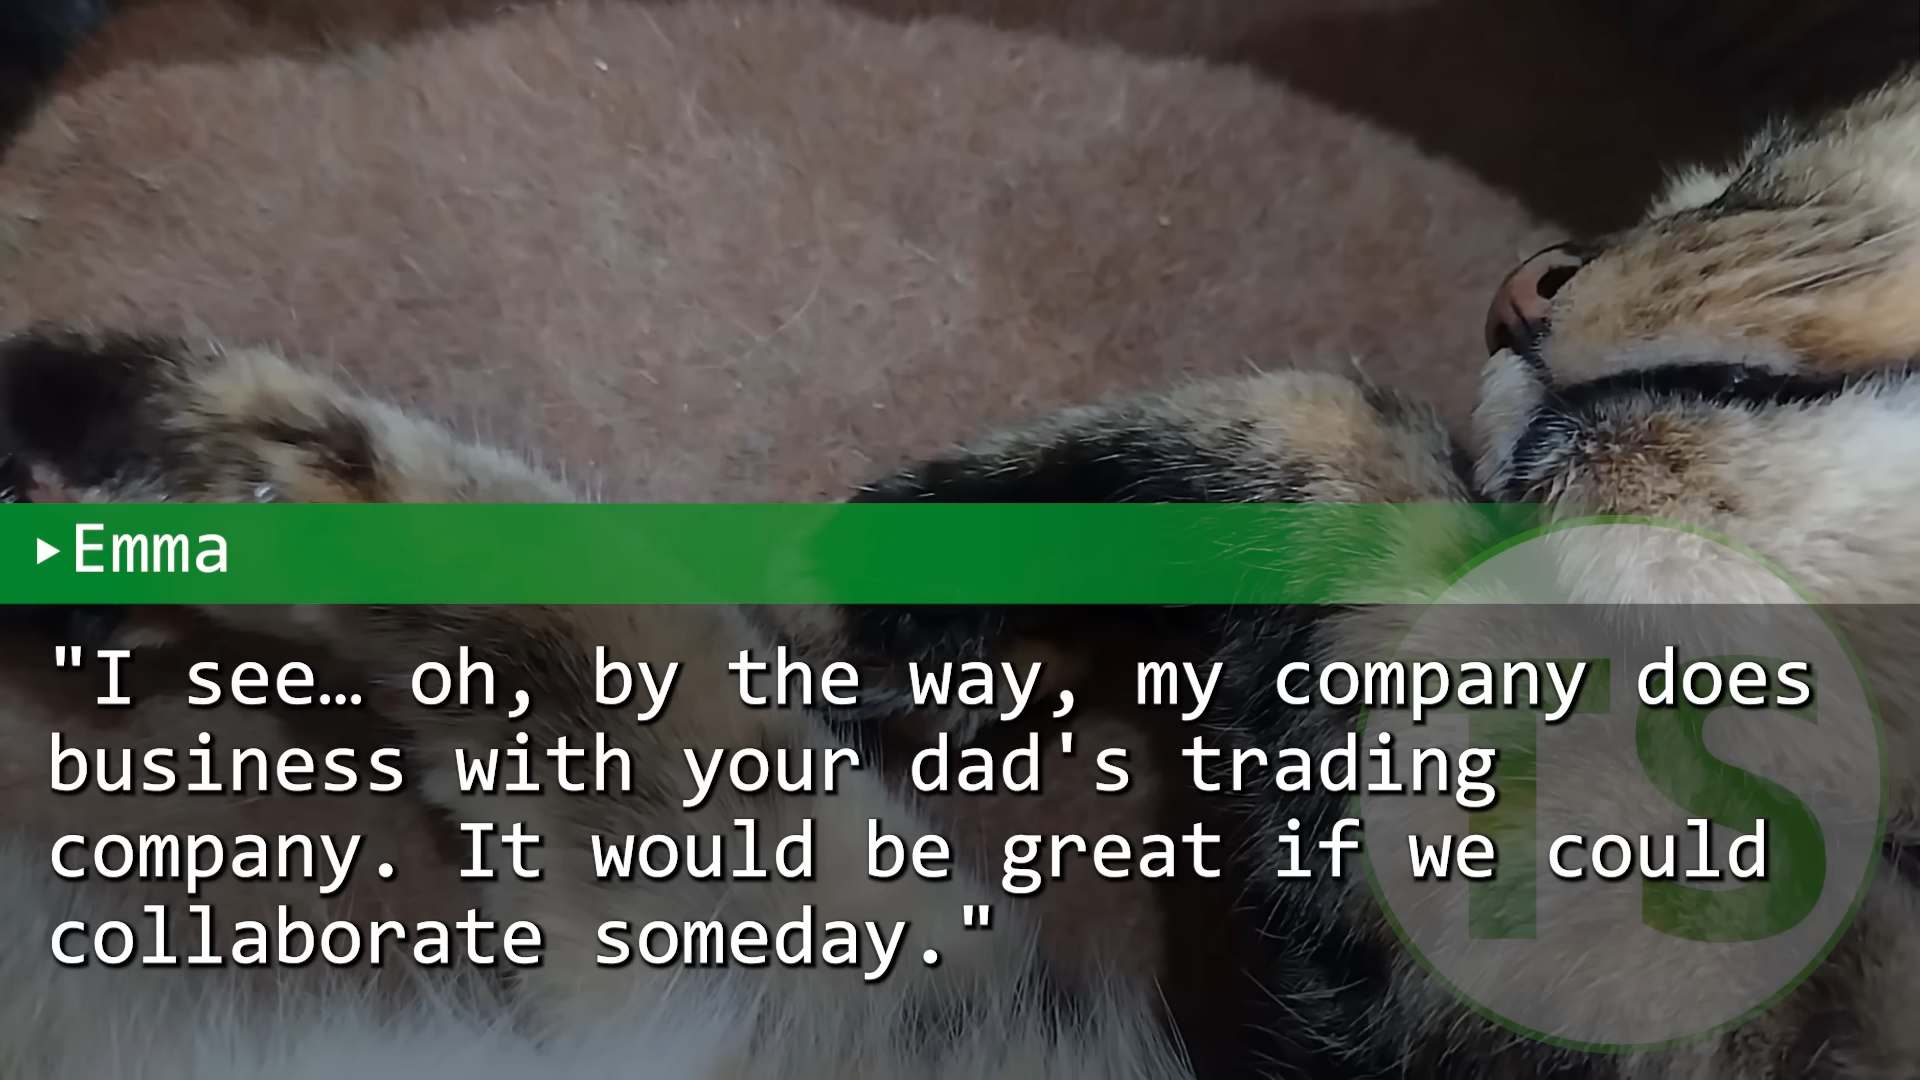 Emma
"I see… oh, by the way, my company does
business with your dad's trading
company. It would be great if we could
collaborate someday."
TS